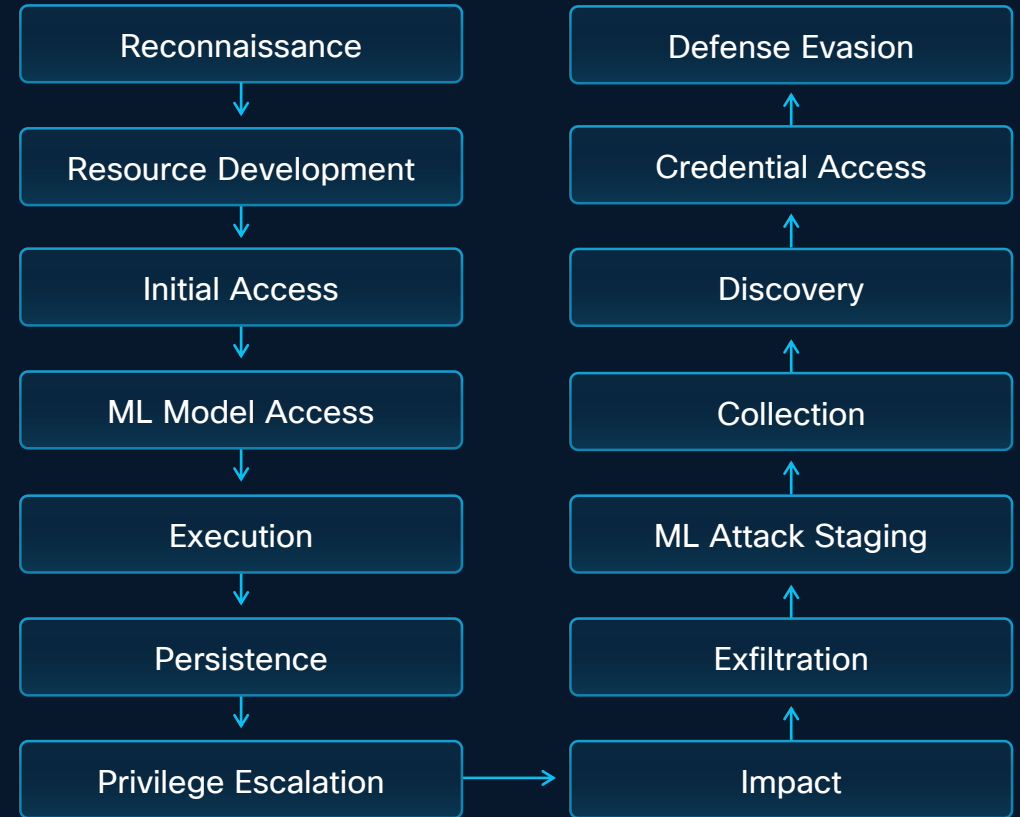 Reconnaissance
Resource Development
Initial Access
ML Model Access
Execution
Persistence
Privilege Escalation
Impact
Exfiltration
ML Attack Staging
Collection
Discovery
Credential Access
Defense Evasion